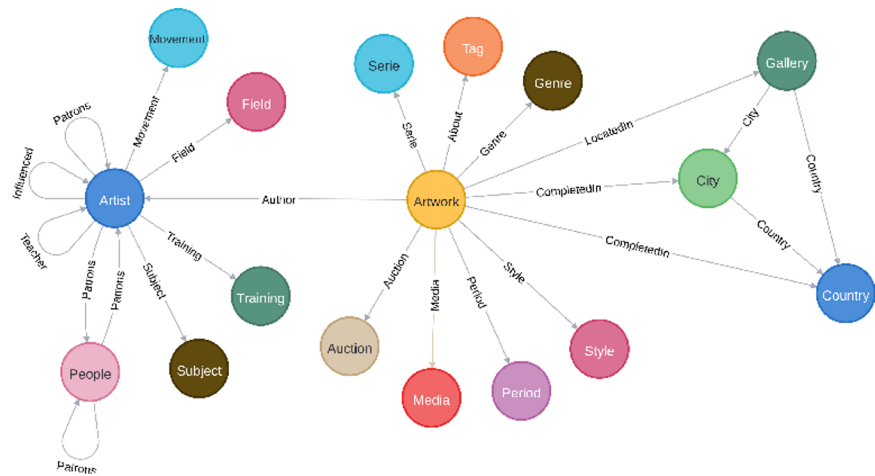 Movement
Serie
Tag
Genre
Gallery
Field
Patrons
Movement
Field
Serie
About
Genre
LocatedIn
City
Country
Influenced
Artist
Author
Artwork
CompletedIn
City
Teacher
Training
Country
CompletedIn
Patrons
Patrons
Subject
Auction
Media
Period
Style
Training
Country
Auction
Style
People
Subject
Media
Period
Patrons